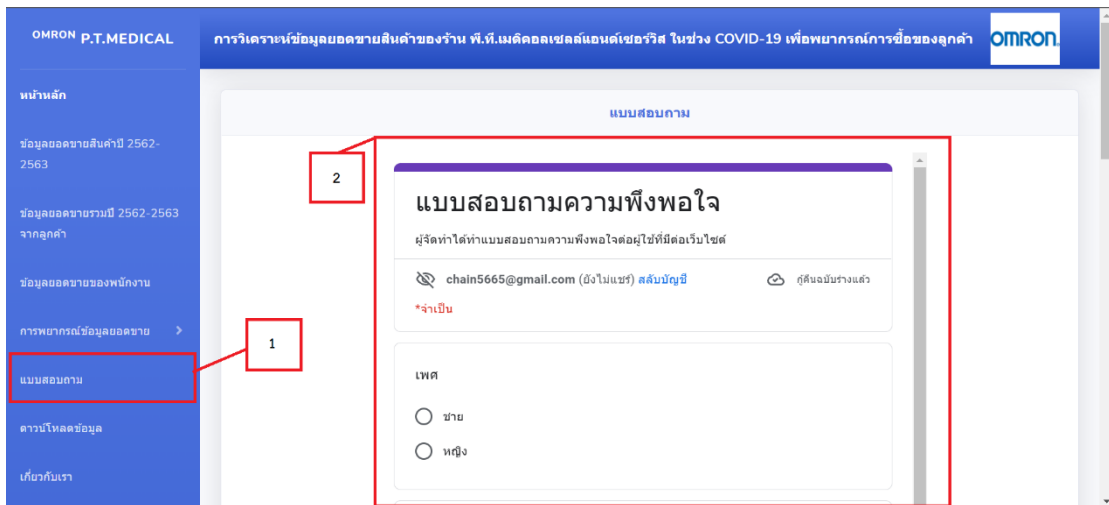 OMRON P.T.MEDICAL
การวิเคราะห์ข้อมูลยอดขายสินค้าของร้าน พี.ที.เมดิคอลเซลล์แอนด์เซอร์วิส ในช่วง COVID-19 เพื่อพยากรณ์การซื้อของลูกค้า
OMRON
หน้าหลัก
ข้อมูลยอดขายสินค้าปี 2562-
2563
ข้อมูลยอดขายรวมปี 2562-2563
จากลูกค้า
ข้อมูลยอดขายของพนักงาน
การพยากรณ์ข้อมูลยอดขาย
แบบสอบถาม
ดาวน์โหลดข้อมูล
เกี่ยวกับเรา
1
แบบสอบถาม
2
แบบสอบถามความพึงพอใจ
ผู้จัดทำได้ทำแบบสอบถามความพึงพอใจต่อผู้ใช้ที่มีต่อเว็บไซต์
chain5665@gmail.com (ยังไม่แชร์) สลับบัญชี
กู้คืนฉบับร่างแล้ว
*จำเป็น
เพศ
ชาย
หญิง